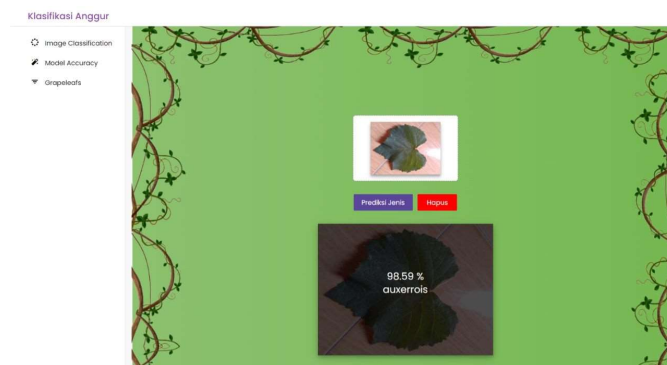 Klasifikasi Anggur
Image Classification
Model Accuracy
Grapeleafs
Prediksi Jenis
Hapus
98.59 %
auxerrois